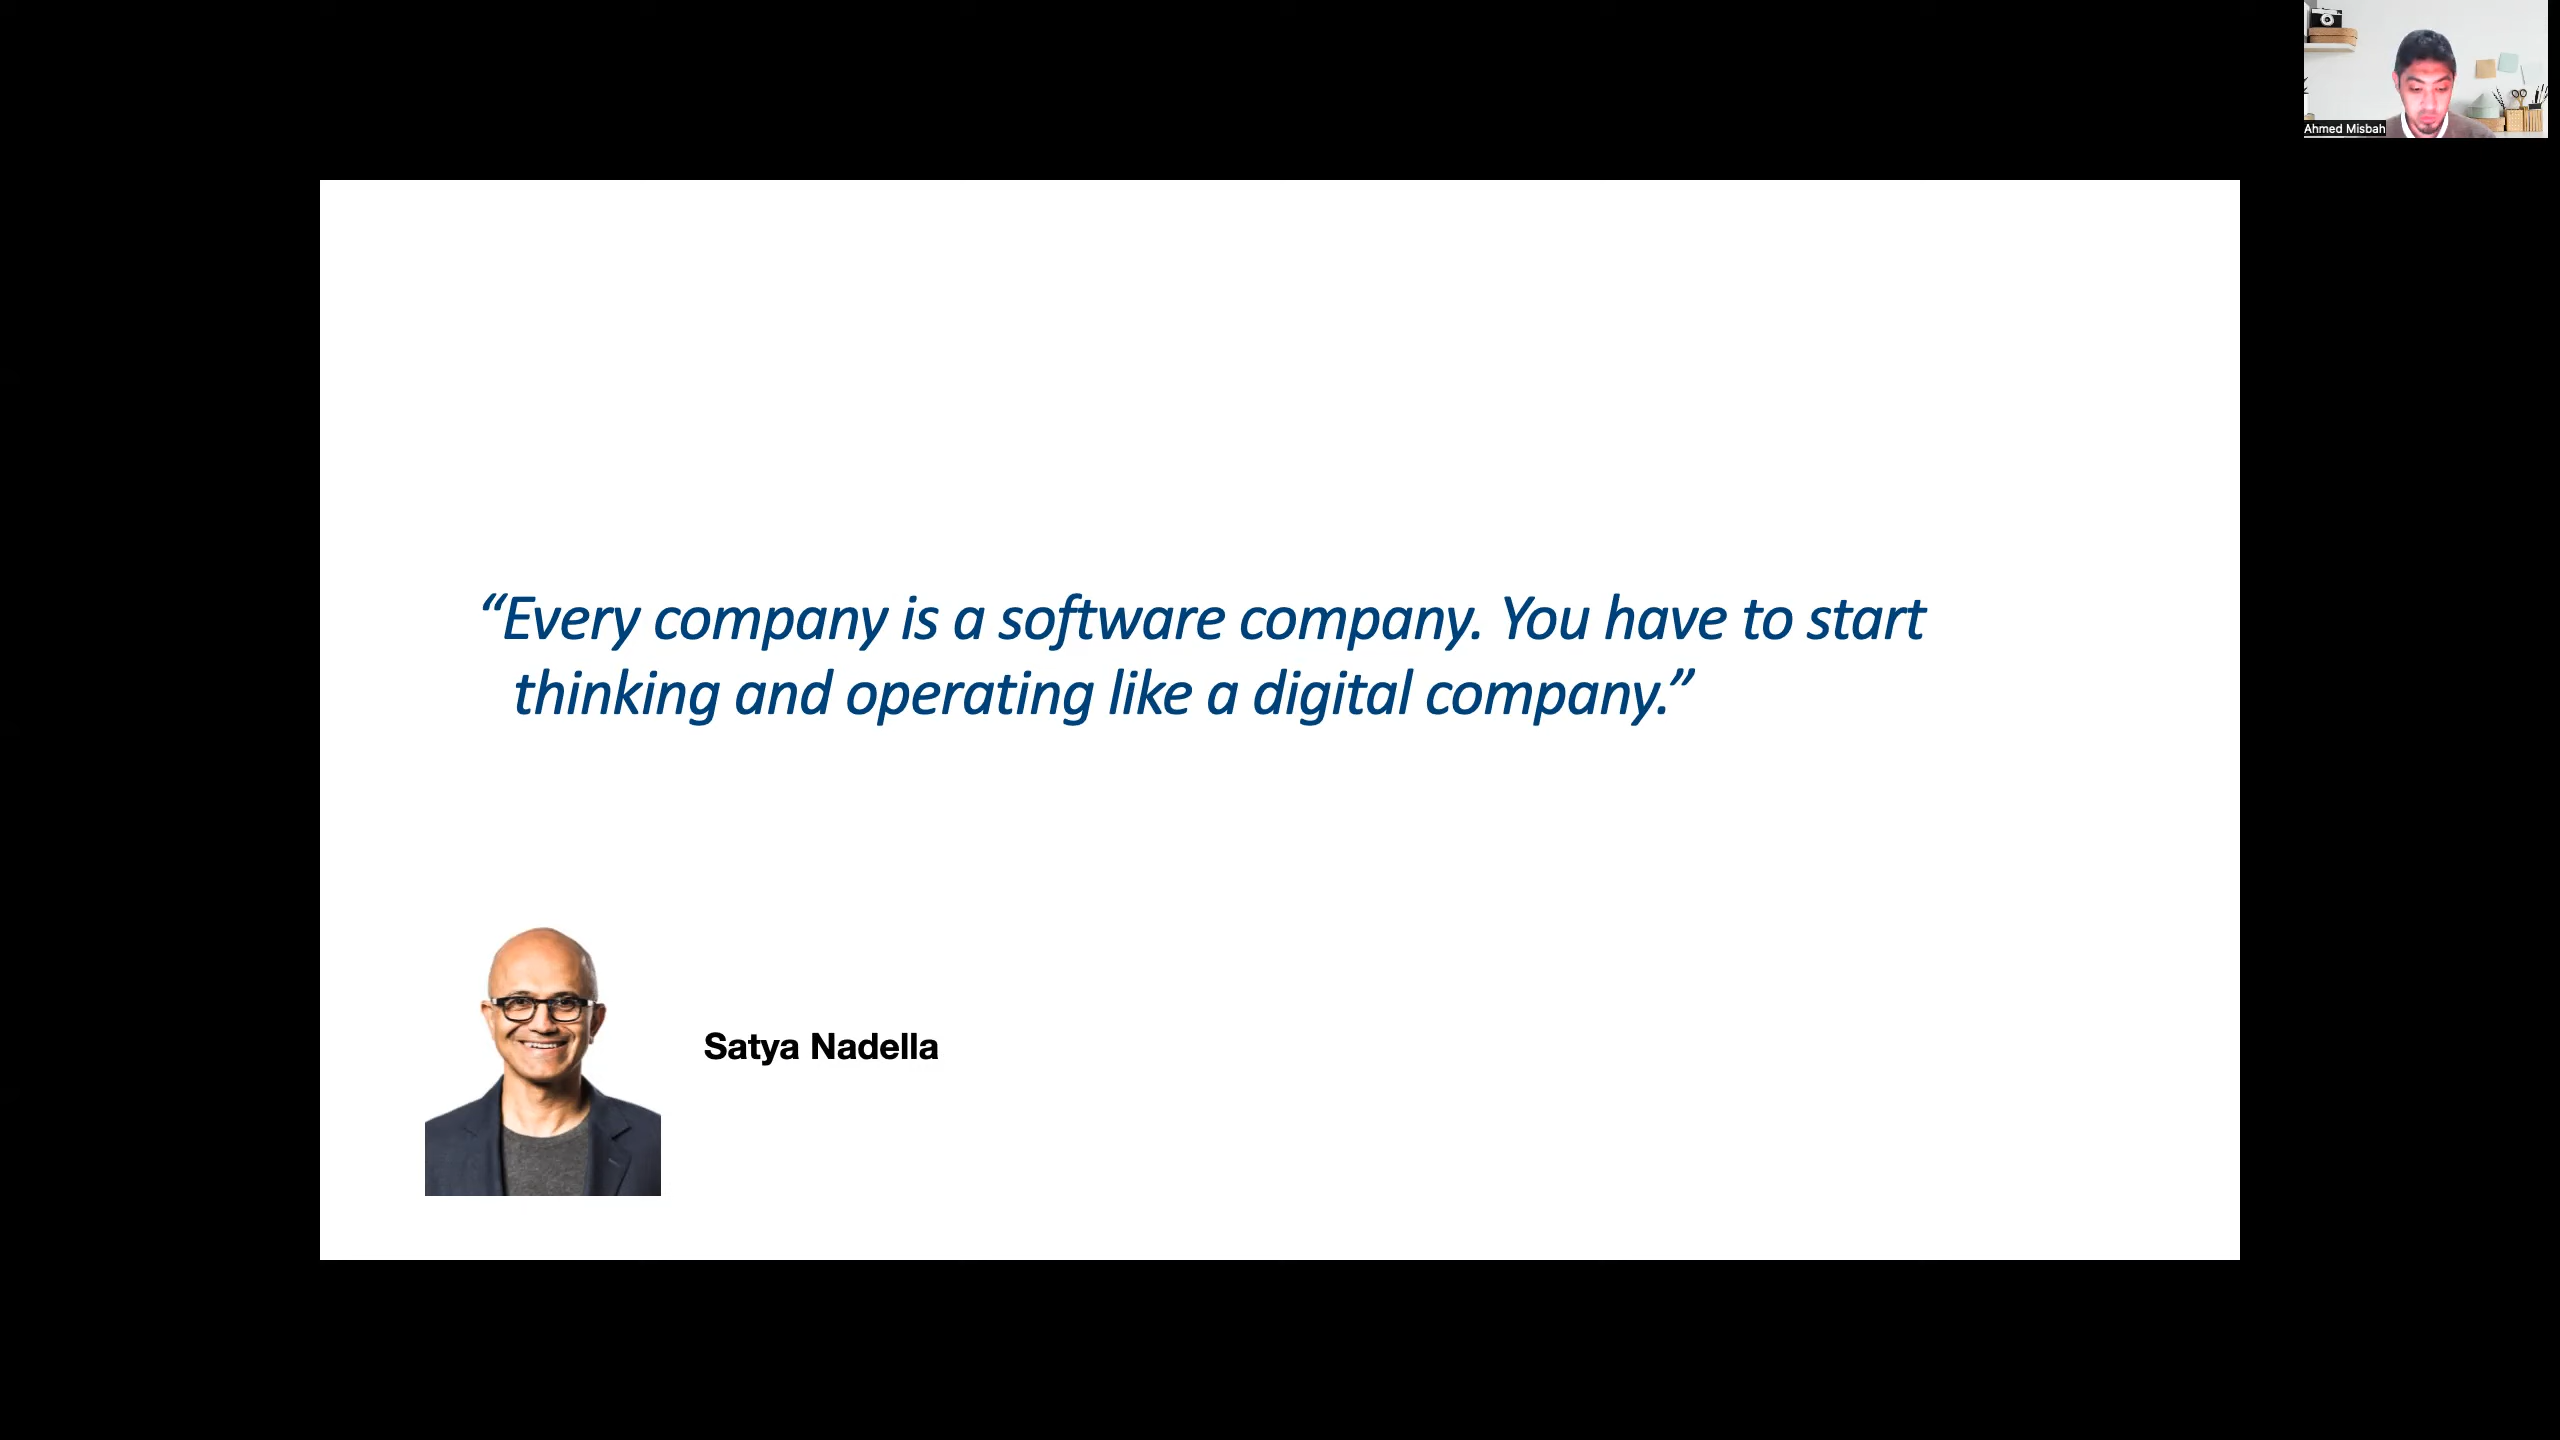 Ahmed Misbah
“Every company is a software company. You have to start
thinking and operating like a digital company.”
Satya Nadella